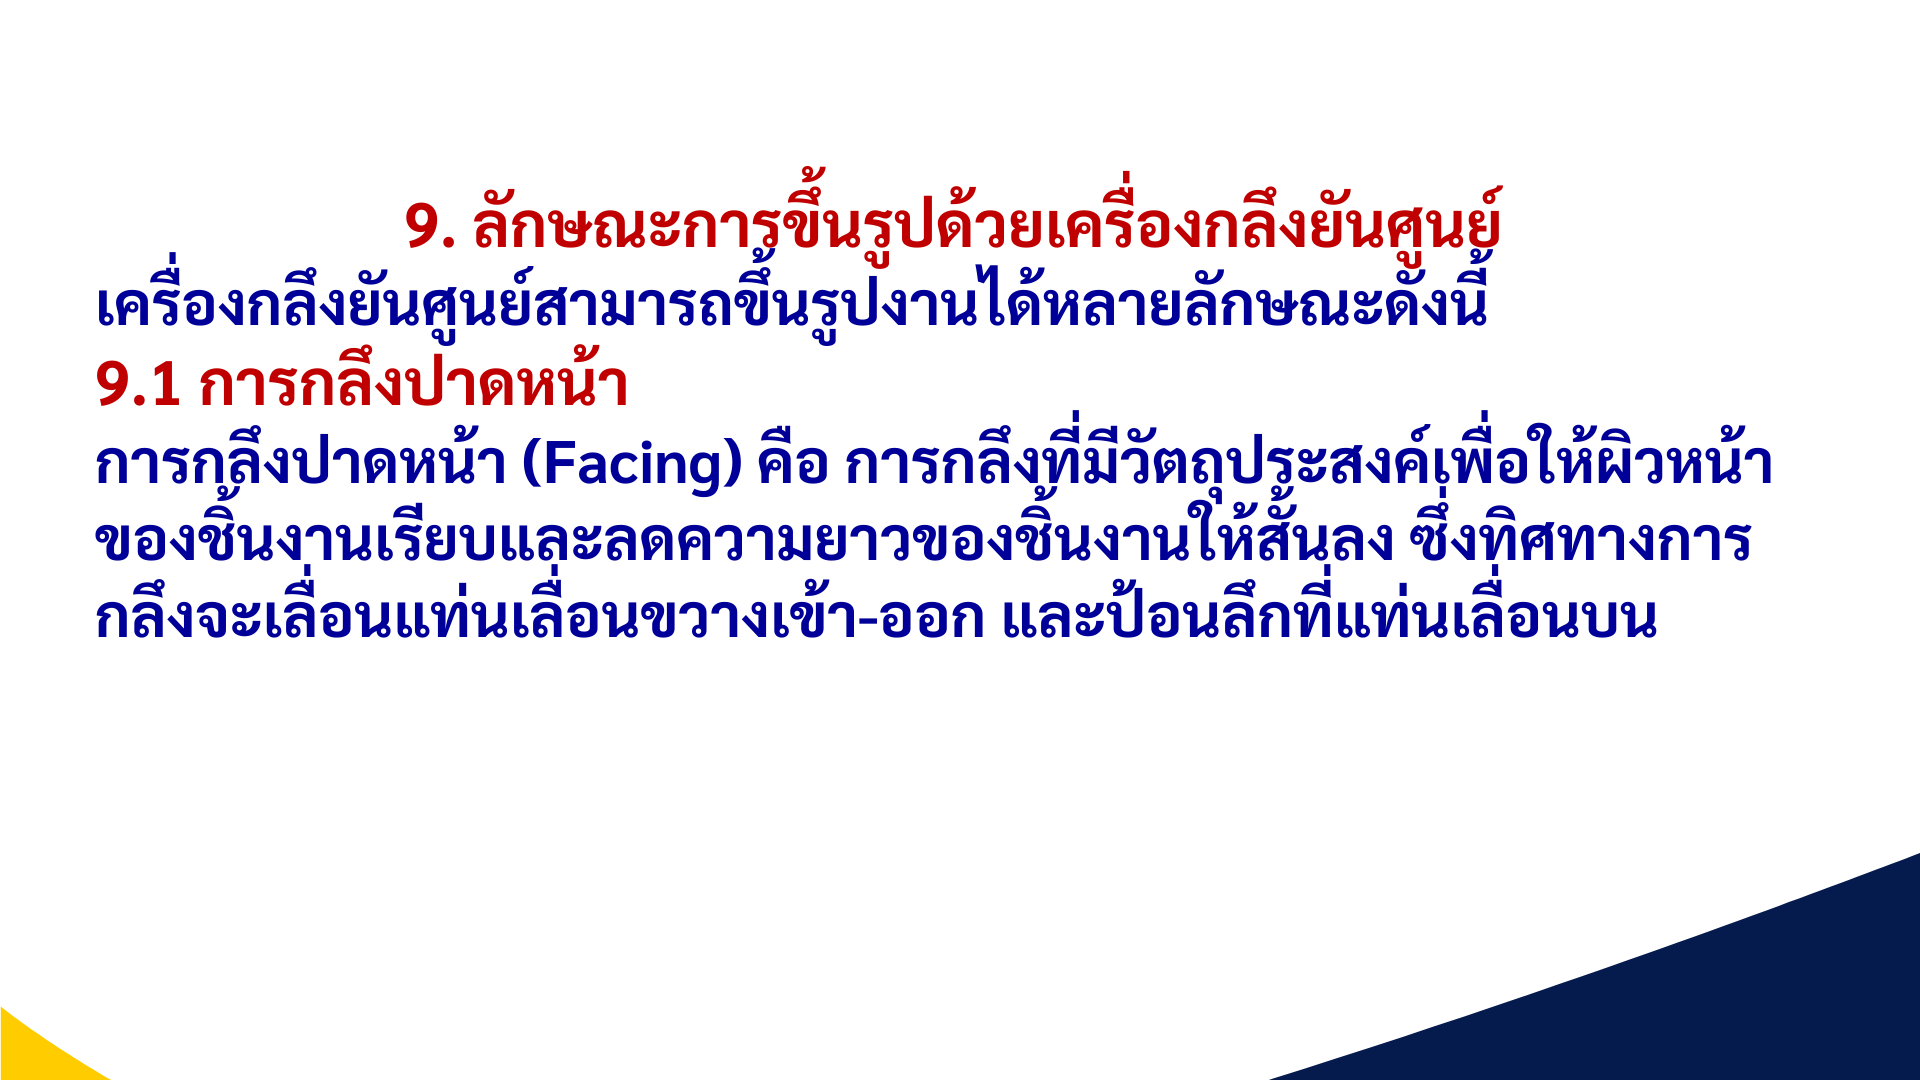 9. ลักษณะการขึ้นรูปด้วยเครื่องกลึงยันศูนย์
เครื่องกลึงยันศูนย์สามารถขึ้นรูปงานได้หลายลักษณะดังนี้
9.1 การกลึงปาดหน้า
การกลึงปาดหน้า (Facing) คือ การกลึงที่มีวัตถุประสงค์เพื่อให้ผิวหน้า
ของชิ้นงานเรียบและลดความยาวของชิ้นงานให้สั้นลง ซึ่งทิศทางการ
กลึงจะเลื่อนแท่นเลื่อนขวางเข้า-ออก และป้อนลึกที่แท่นเลื่อนบน